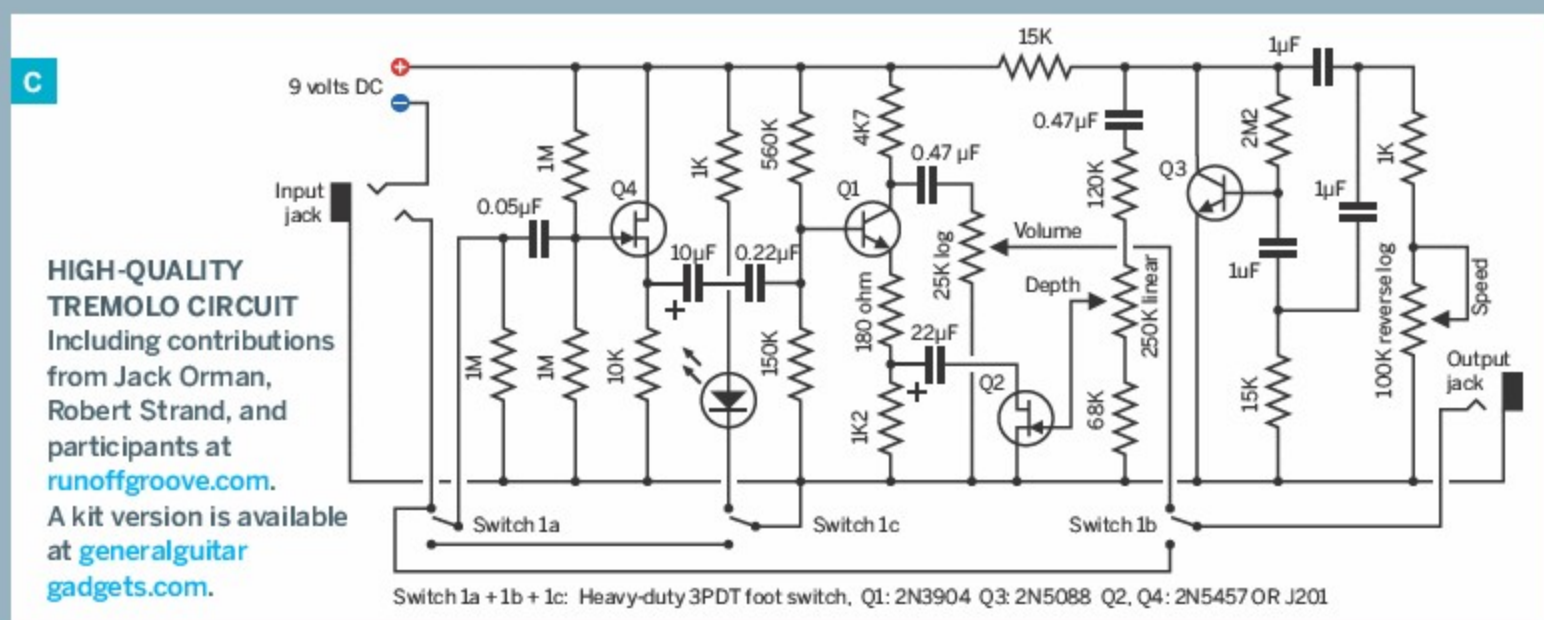 C
9 volts DC
+
−
Input
jack
HIGH-QUALITY
TREMOLO CIRCUIT
Including contributions
from Jack Orman,
Robert Strand, and
participants at
runoffgroove.com.
A kit version is available
at generalguitar
gadgets.com.
0.05µF
1M
1M
1M
Q4
10K
10µF
+
1K
0.22µF
560K
150K
4K7
Q1
0.47 µF
180 ohm
25K log
Volume
22µF
+
1K2
Q2
15K
0.47µF
120K
Depth
250K linear
68K
Q3
1µF
2M2
1µF
1uF
15K
1K
100K reverse log
Speed
Output
jack
Switch 1a
Switch 1c
Switch 1b
Switch 1a + 1b + 1c: Heavy-duty 3PDT foot switch, Q1: 2N3904 Q3: 2N5088 Q2, Q4: 2N5457 OR J201